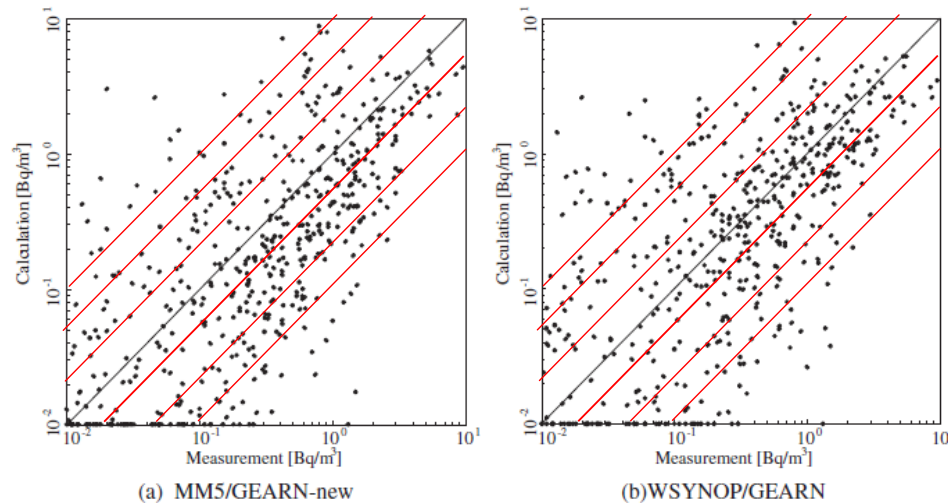 10^1
10^1
10^0
10^0
Calculation [Bq/m^3]
Calculation [Bq/m^3]
10^-1
10^-1
10^-2
10^-2
10^-2 10^-1 10^0 10^1
10^-2 10^-1 10^0 10
Measurement [Bq/m^3]
Measurement [Bq/m^3]
(a) MM5/GEARN-new
(b)WSYNOP/GEARN